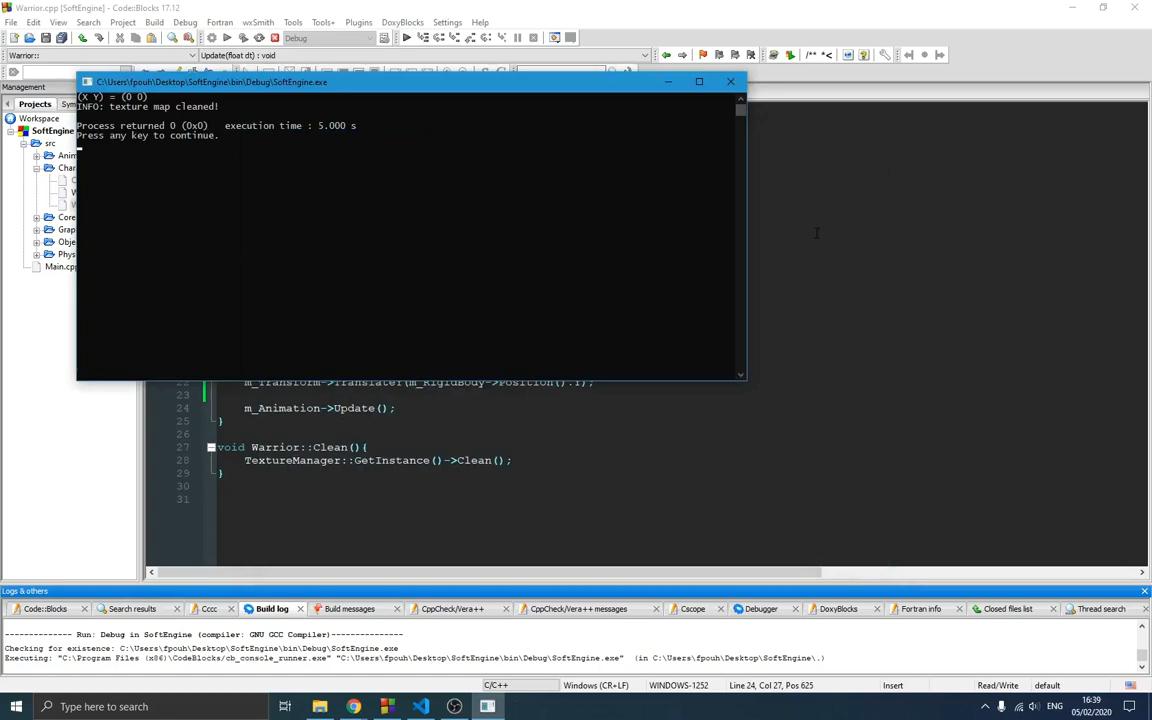 Warrior.cpp [SoftEngine] - Code::Blocks 17.12
File Edit View Search Project Build Debug Fortran wxSmith Tools Tools+ Plugins DoxyBlocks Settings Help
Debug
/** *<
Warrior::
Update(float dt) : void
Management
C:\Users\fpouh\Desktop\SoftEngine\bin\Debug\SoftEngine.exe
(X Y) = (0 0)
INFO: texture map cleaned!
Process returned 0 (0x0) execution time : 5.000 s
Press any key to continue.
Projects
Workspace
SoftEngine
src
Anim
Char
Core
Grap
Obje
Phys
Main.cpp
22 m_Transform->TranslateY(m_RigidBody->Position().Y);
23
24 m_Animation->Update();
25 }
26
27 void Warrior::Clean(){
28 TextureManager::GetInstance()->Clean();
29 }
30
31
Logs & others
Code::Blocks Search results Cccc Build log Build messages CppCheck/Vera++ CppCheck/Vera++ messages Cscope Debugger DoxyBlocks Fortran info Closed files list Thread search
-------------- Run: Debug in SoftEngine (compiler: GNU GCC Compiler)---------------
Checking for existence: C:\Users\fpouh\Desktop\SoftEngine\bin\Debug\SoftEngine.exe
Executing: "C:\Program Files (x86)\CodeBlocks/cb_console_runner.exe" "C:\Users\fpouh\Desktop\SoftEngine\bin\Debug\SoftEngine.exe" (in C:\Users\fpouh\Desktop\SoftEngine\.)
C/C++ Windows (CR+LF) WINDOWS-1252 Line 24, Col 27, Pos 625 Insert Read/Write default
Type here to search
ENG
16:39
05/02/2020